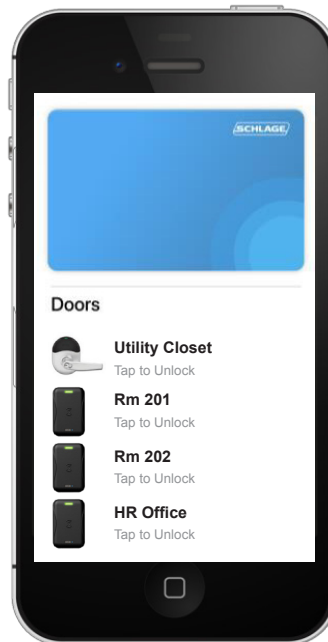 SCHLAGE
Doors
Utility Closet
Tap to Unlock
Rm 201
Tap to Unlock
Rm 202
Tap to Unlock
HR Office
Tap to Unlock